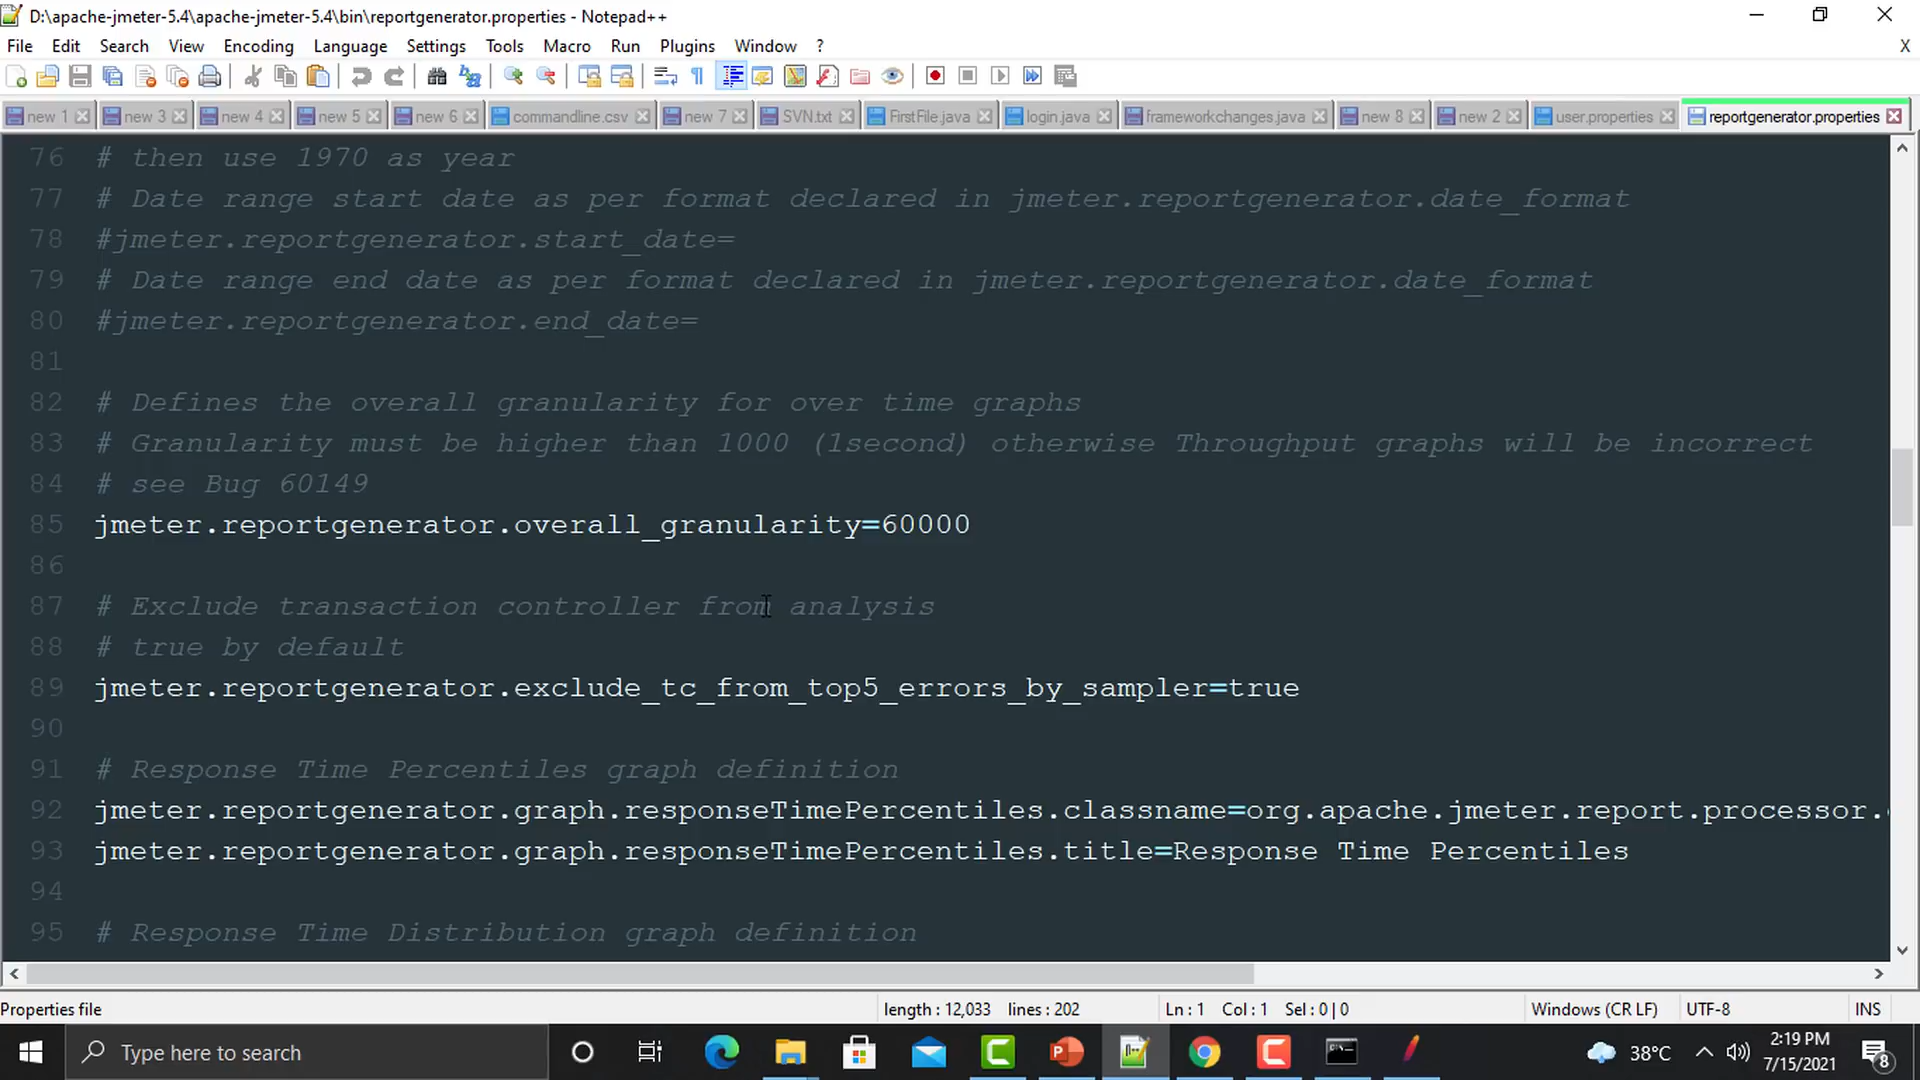 D:\apache-jmeter-5.4\apache-jmeter-5.4\bin\reportgenerator.properties - Notepad++
File Edit Search View Encoding Language Settings Tools Macro Run Plugins Window ? X
new 1 new 3 new 4 new 5 new 6 commandline.csv new 7 SVN.txt FirstFile.java login.java frameworkchanges.java new 8 new 2 user.properties reportgenerator.properties
76 # then use 1970 as year
77 # Date range start date as per format declared in jmeter.reportgenerator.date_format
78 #jmeter.reportgenerator.start_date=
79 # Date range end date as per format declared in jmeter.reportgenerator.date_format
80 #jmeter.reportgenerator.end_date=
81
82 # Defines the overall granularity for over time graphs
83 # Granularity must be higher than 1000 (1second) otherwise Throughput graphs will be incorrect
84 # see Bug 60149
85 jmeter.reportgenerator.overall_granularity=60000
86
87 # Exclude transaction controller from analysis
88 # true by default
89 jmeter.reportgenerator.exclude_tc_from_top5_errors_by_sampler=true
90
91 # Response Time Percentiles graph definition
92 jmeter.reportgenerator.graph.responseTimePercentiles.classname=org.apache.jmeter.report.processor.
93 jmeter.reportgenerator.graph.responseTimePercentiles.title=Response Time Percentiles
94
95 # Response Time Distribution graph definition
Properties file length : 12,033 lines : 202 Ln : 1 Col : 1 Sel : 0 | 0 Windows (CR LF) UTF-8 INS
Type here to search 38°C 2:19 PM
7/15/2021 8